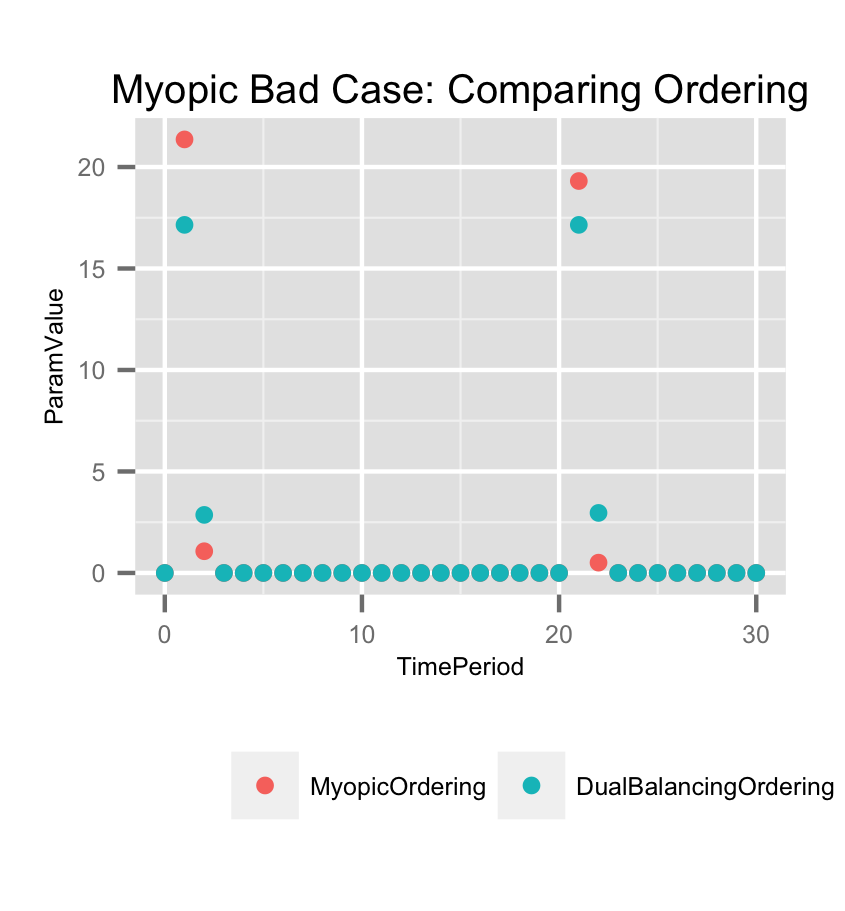 Myopic Bad Case: Comparing Ordering
20
15
10
5
0
ParamValue
0 10 20 30
TimePeriod
MyopicOrdering DualBalancingOrdering